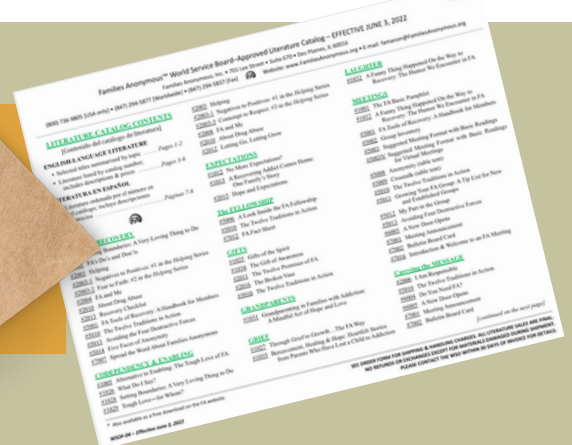 Families Anonymous™ World Service Board–Approved Literature Catalog – EFFECTIVE JUNE 3, 2022
Families Anonymous, Inc. • 701 Lee Street • Suite 670 • Des Plaines, IL 60016
(800) 736-9805 [USA only] • (847) 294-5877 [Worldwide] • (847) 294-5837 [Fax]
Website: www.FamiliesAnonymous.org • E-mail: famanon@FamiliesAnonymous.org
LITERATURE CATALOG CONTENTS
[Contenido del catálogo de literatura]
ENGLISH LANGUAGE LITERATURE
• Selected titles summarized by topic Pages 1-2
• Literature listed by catalog number;
includes descriptions & prices
LITERATURA EN ESPAÑOL
Literatura ordenada por el número en
catálogo; incluye descripciones
RECOVERY
Boundaries: A Very Loving Thing to Do
FA's Do's and Don'ts
Helping
Negatives to Positives: #1 in the Helping Series
Fear to Faith: #2 in the Helping Series
FA and Me
About Drug Abuse
Recovery Checklist
FA Tools of Recovery: A Handbook for Members
The Twelve Traditions in Action
Avoiding the Four Destructive Forces
Five Faces of Anonymity
Spread the Word About Families Anonymous
CODEPENDENCY & ENABLING
Alternative to Enabling: The Tough Love of FA
What Do I Say?
Setting Boundaries: A Very Loving Thing to Do
Tough Love—for Whom?
* Also available as a free download on the FA website.
WSOP-06 – Effective June 3, 2022
Helping
Negatives to Positives: #1 in the Helping Series
Contempt to Respect: #3 in the Helping Series
FA and Me
About Drug Abuse
Letting Go, Letting Grow
EXPECTATIONS
No More Expectations!
A Recovering Addict Comes Home:
One Family's Story
Hope and Expectations
The FELLOWSHIP
A Look Inside the FA Fellowship
The Twelve Traditions in Action
FA Fact Sheet
GIFTS
Gifts of the Spirit
The Gift of Awareness
The Twelve Promises of FA
The Broken Vase
The Twelve Traditions in Action
GRANDPARENTS
Grandparenting in Families with Addiction:
A Mindful Act of Hope and Love
GRIEF
Through Grief to Growth…The FA Way
Bereavement, Healing & Hope: Heartfelt Stories
from Parents Who Have Lost a Child to Addiction
LAUGHTER
A Funny Thing Happened On the Way to
Recovery: The Humor We Encounter in FA
MEETINGS
The FA Basic Pamphlet
A Funny Thing Happened On the Way to
Recovery: The Humor We Encounter in FA
FA Tools of Recovery: A Handbook for Members
Group Inventory
Suggested Meeting Format with Basic Readings
Suggested Meeting Format with Basic Readings
for Virtual Meetings
Anonymity (table tent)
Crosstalk (table tent)
The Twelve Traditions in Action
Growing Your FA Group: A Tip List for New
and Established Groups
My Part in the Group
Avoiding Four Destructive Forces
A New Door Opens
Meeting Announcement
Bulletin Board Card
Introduction & Welcome to an FA Meeting
Carrying the MESSAGE
I Am Responsible
The Twelve Traditions in Action
Do You Need FA?
A New Door Opens
Meeting Announcement
Bulletin Board Card
[continued on the next page]
SEE ORDER FORM FOR SHIPPING & HANDLING CHARGES. ALL LITERATURE SALES ARE FINAL.
NO REFUNDS OR EXCHANGES EXCEPT FOR MATERIALS DAMAGED DURING SHIPMENT.
PLEASE CONTACT THE WSO WITHIN 30 DAYS OF INVOICE FOR DETAILS.